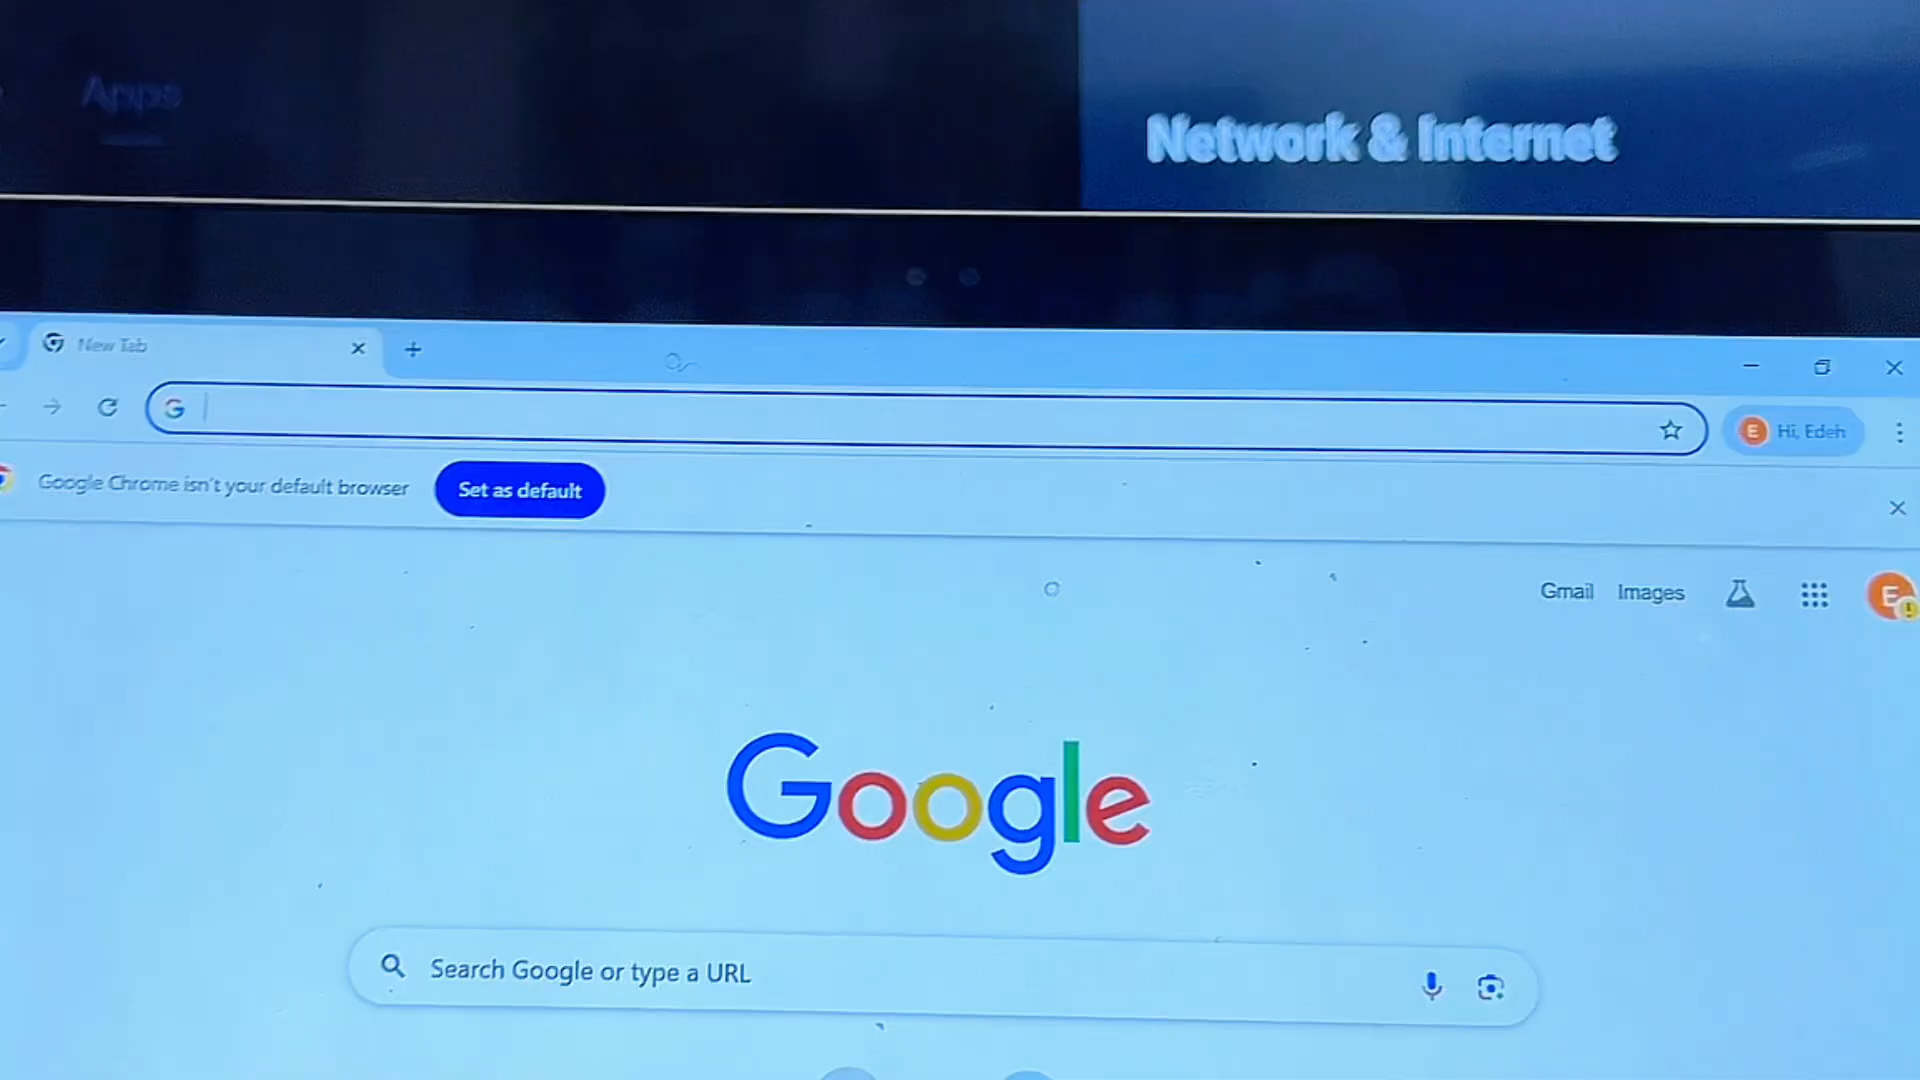 Apps
Network & Internet
New Tab
Hi, Edeh
Google Chrome isn't your default browser
Set as default
Gmail
Images
E
Google
Search Google or type a URL